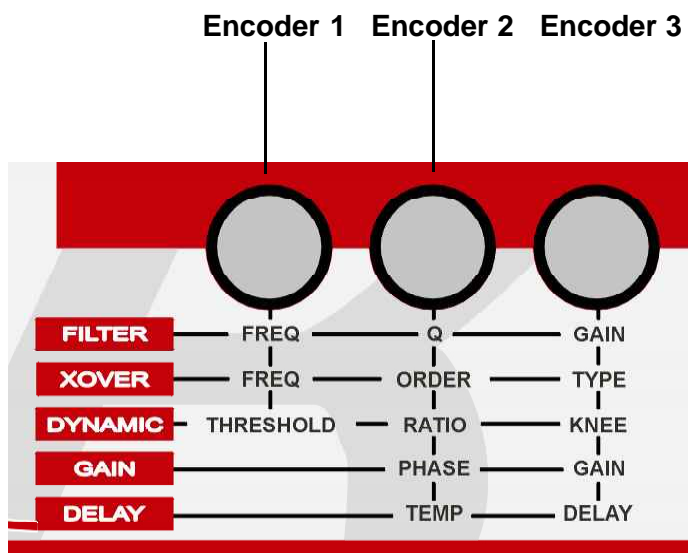 Encoder 1 Encoder 2 Encoder 3
FILTER FREQ Q GAIN
XOVER FREQ ORDER TYPE
DYNAMIC THRESHOLD RATIO KNEE
GAIN PHASE GAIN
DELAY TEMP DELAY